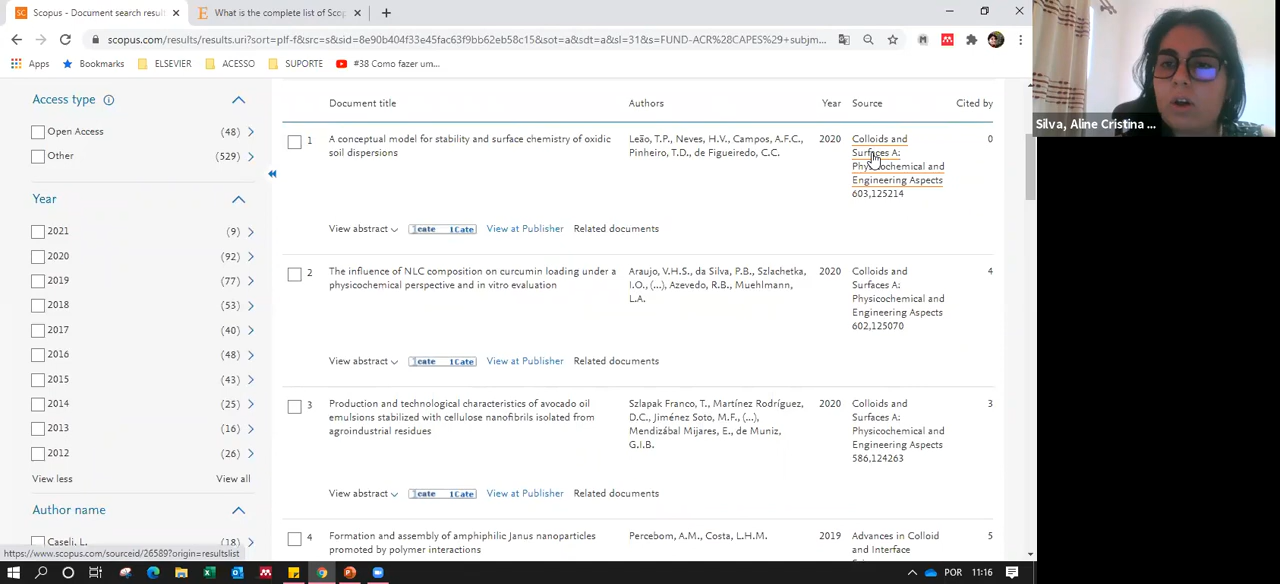 Scopus - Document search result
What is the complete list of Scop
scopus.com/results/results.uri?sort=plf-f&src=s&sid=8e9b40b404f33e45fac63f9bb62eb58c15&sot=a&sdt=a&sl=31&s=FUND-ACR%28CAPES%29+subjm...
Apps
Bookmarks
ELSEVIER
ACESSO
SUPORTE
#38 Como fazer um...
Silva, Aline Cristina ...
Access type
Open Access (48)
Other (529)
Year
2021 (9)
2020 (92)
2019 (77)
2018 (53)
2017 (40)
2016 (48)
2015 (43)
2014 (25)
2013 (16)
2012 (26)
View less View all
Author name
Caseli, L. (18)
Document title Authors Year Source Cited by
1 A conceptual model for stability and surface chemistry of oxidic
soil dispersions
Leão, T.P., Neves, H.V., Campos, A.F.C.,
Pinheiro, T.D., de Figueiredo, C.C.
2020
Colloids and
Surfaces A:
Physicochemical and
Engineering Aspects
603,125214
0
View abstract View at Publisher Related documents
2 The influence of NLC composition on curcumin loading under a
physicochemical perspective and in vitro evaluation
Araujo, V.H.S., da Silva, P.B., Szlachetka,
I.O., (...), Azevedo, R.B., Muehlmann,
L.A.
2020
Colloids and
Surfaces A:
Physicochemical and
Engineering Aspects
602,125070
4
View abstract View at Publisher Related documents
3 Production and technological characteristics of avocado oil
emulsions stabilized with cellulose nanofibrils isolated from
agroindustrial residues
Szlapak Franco, T., Martínez Rodríguez,
D.C., Jiménez Soto, M.F., (...),
Mendizábal Mijares, E., de Muniz,
G.I.B.
2020
Colloids and
Surfaces A:
Physicochemical and
Engineering Aspects
586,124263
3
View abstract View at Publisher Related documents
4 Formation and assembly of amphiphilic Janus nanoparticles
promoted by polymer interactions
Percebom, A.M., Costa, L.H.M.
2019
Advances in Colloid
and Interface
5
https://www.scopus.com/sourceid/26589?origin=resultslist
POR 11:16